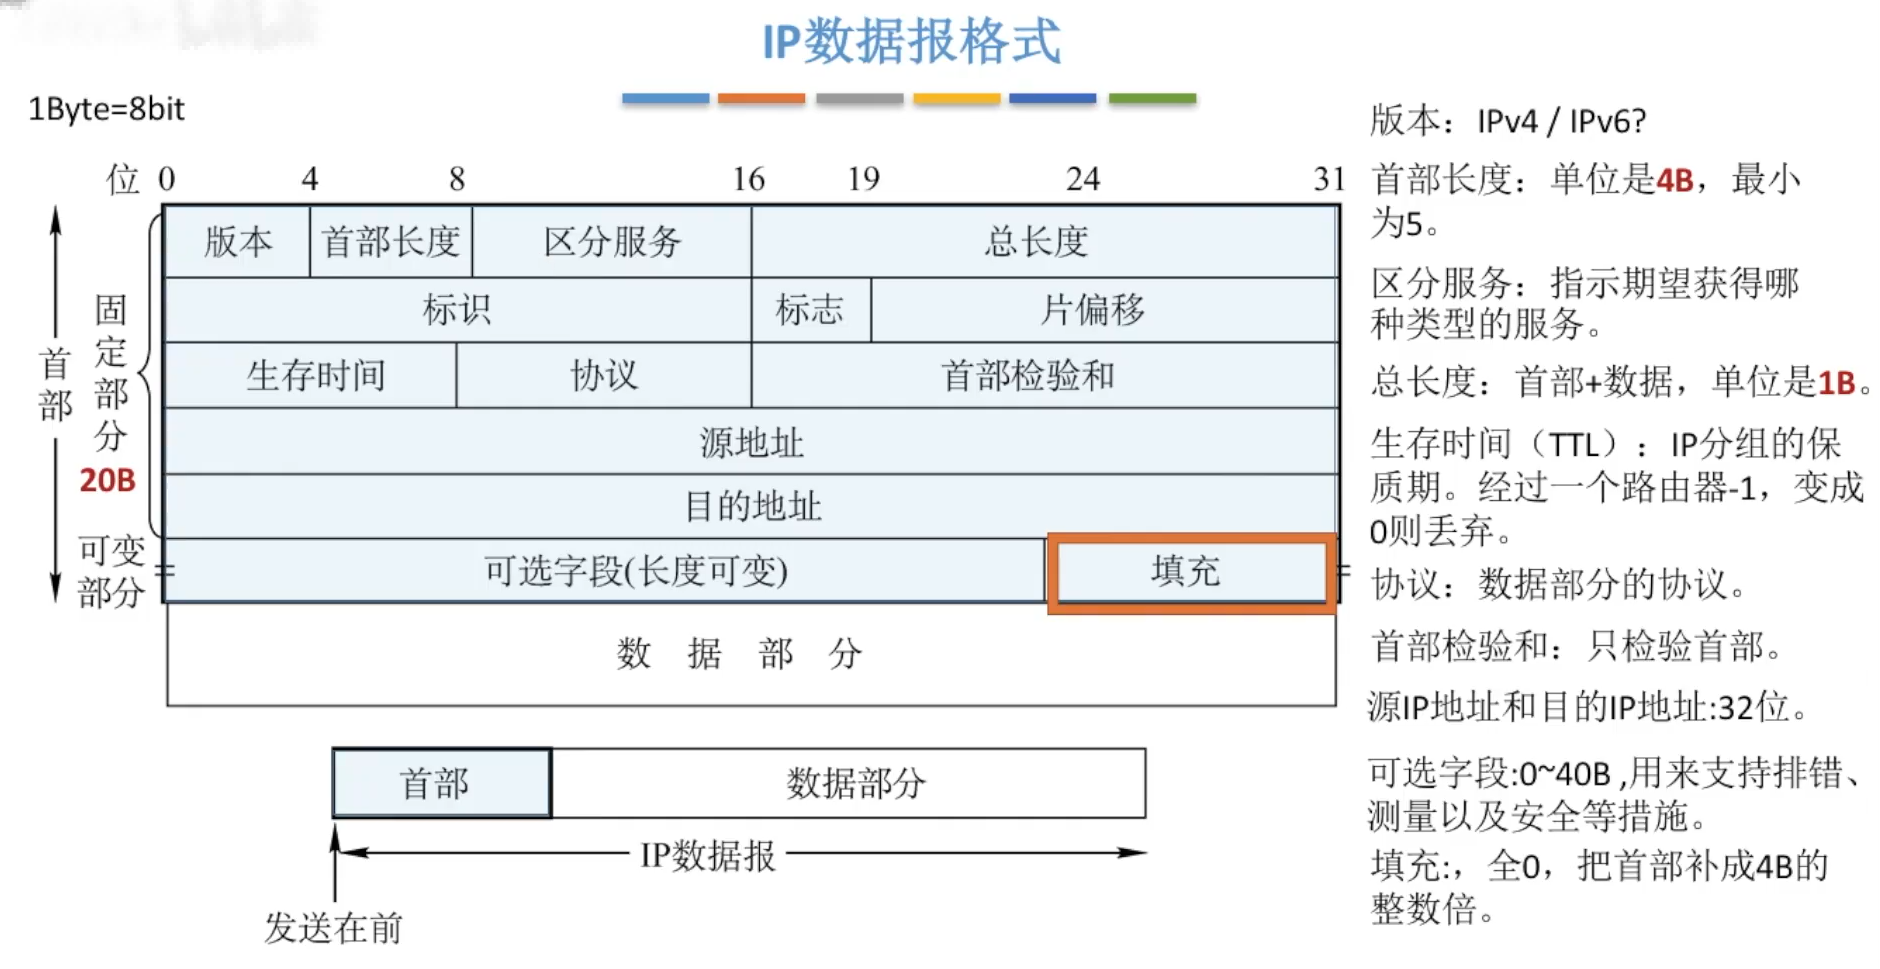 IP数据报格式
1Byte=8bit
位 0 4 8 16 19 24 31
版本 首部长度 区分服务 总长度
标识 标志 片偏移
生存时间 协议 首部检验和
源地址
目的地址
可选字段(长度可变) 填充
数据部分
首部
固定部分
20B
可变
部分
首部 数据部分
IP数据报
发送在前
版本：IPv4 / IPv6?
首部长度：单位是4B，最小
为5。
区分服务：指示期望获得哪
种类型的服务。
总长度：首部+数据，单位是1B。
生存时间（TTL）：IP分组的保
质期。经过一个路由器-1，变成
0则丢弃。
协议：数据部分的协议。
首部检验和：只检验首部。
源IP地址和目的IP地址:32位。
可选字段:0~40B ,用来支持排错、
测量以及安全等措施。
填充:，全0，把首部补成4B的
整数倍。